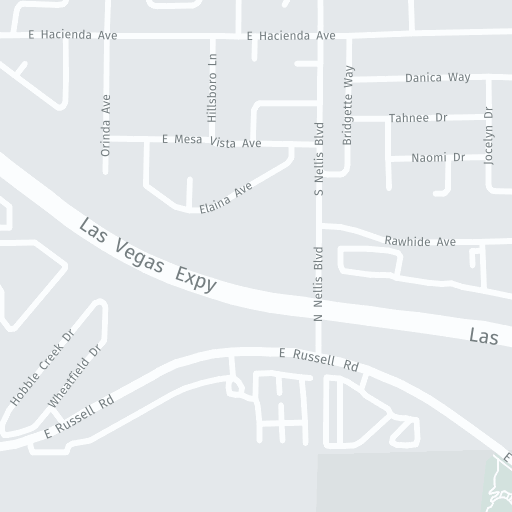 E Hacienda Ave
E Hacienda Ave
Hillsboro Ln
Bridgette Way
Danica Way
Orinda Ave
Tahnee Dr
Jocelyn Dr
E Mesa Vista Ave
S Nellis Blvd
Naomi Dr
Elaina Ave
Las Vegas Expy
Rawhide Ave
N Nellis Blvd
Las
Hobble Creek Dr
Wheatfield Dr
E Russell Rd
E Russell Rd
E